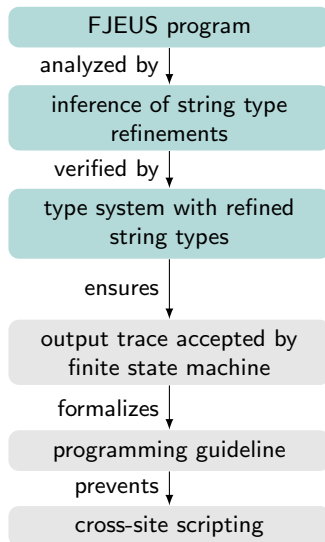 FJEUS program
analyzed by
inference of string type
refinements
verified by
type system with refined
string types
ensures
output trace accepted by
finite state machine
formalizes
programming guideline
prevents
cross-site scripting